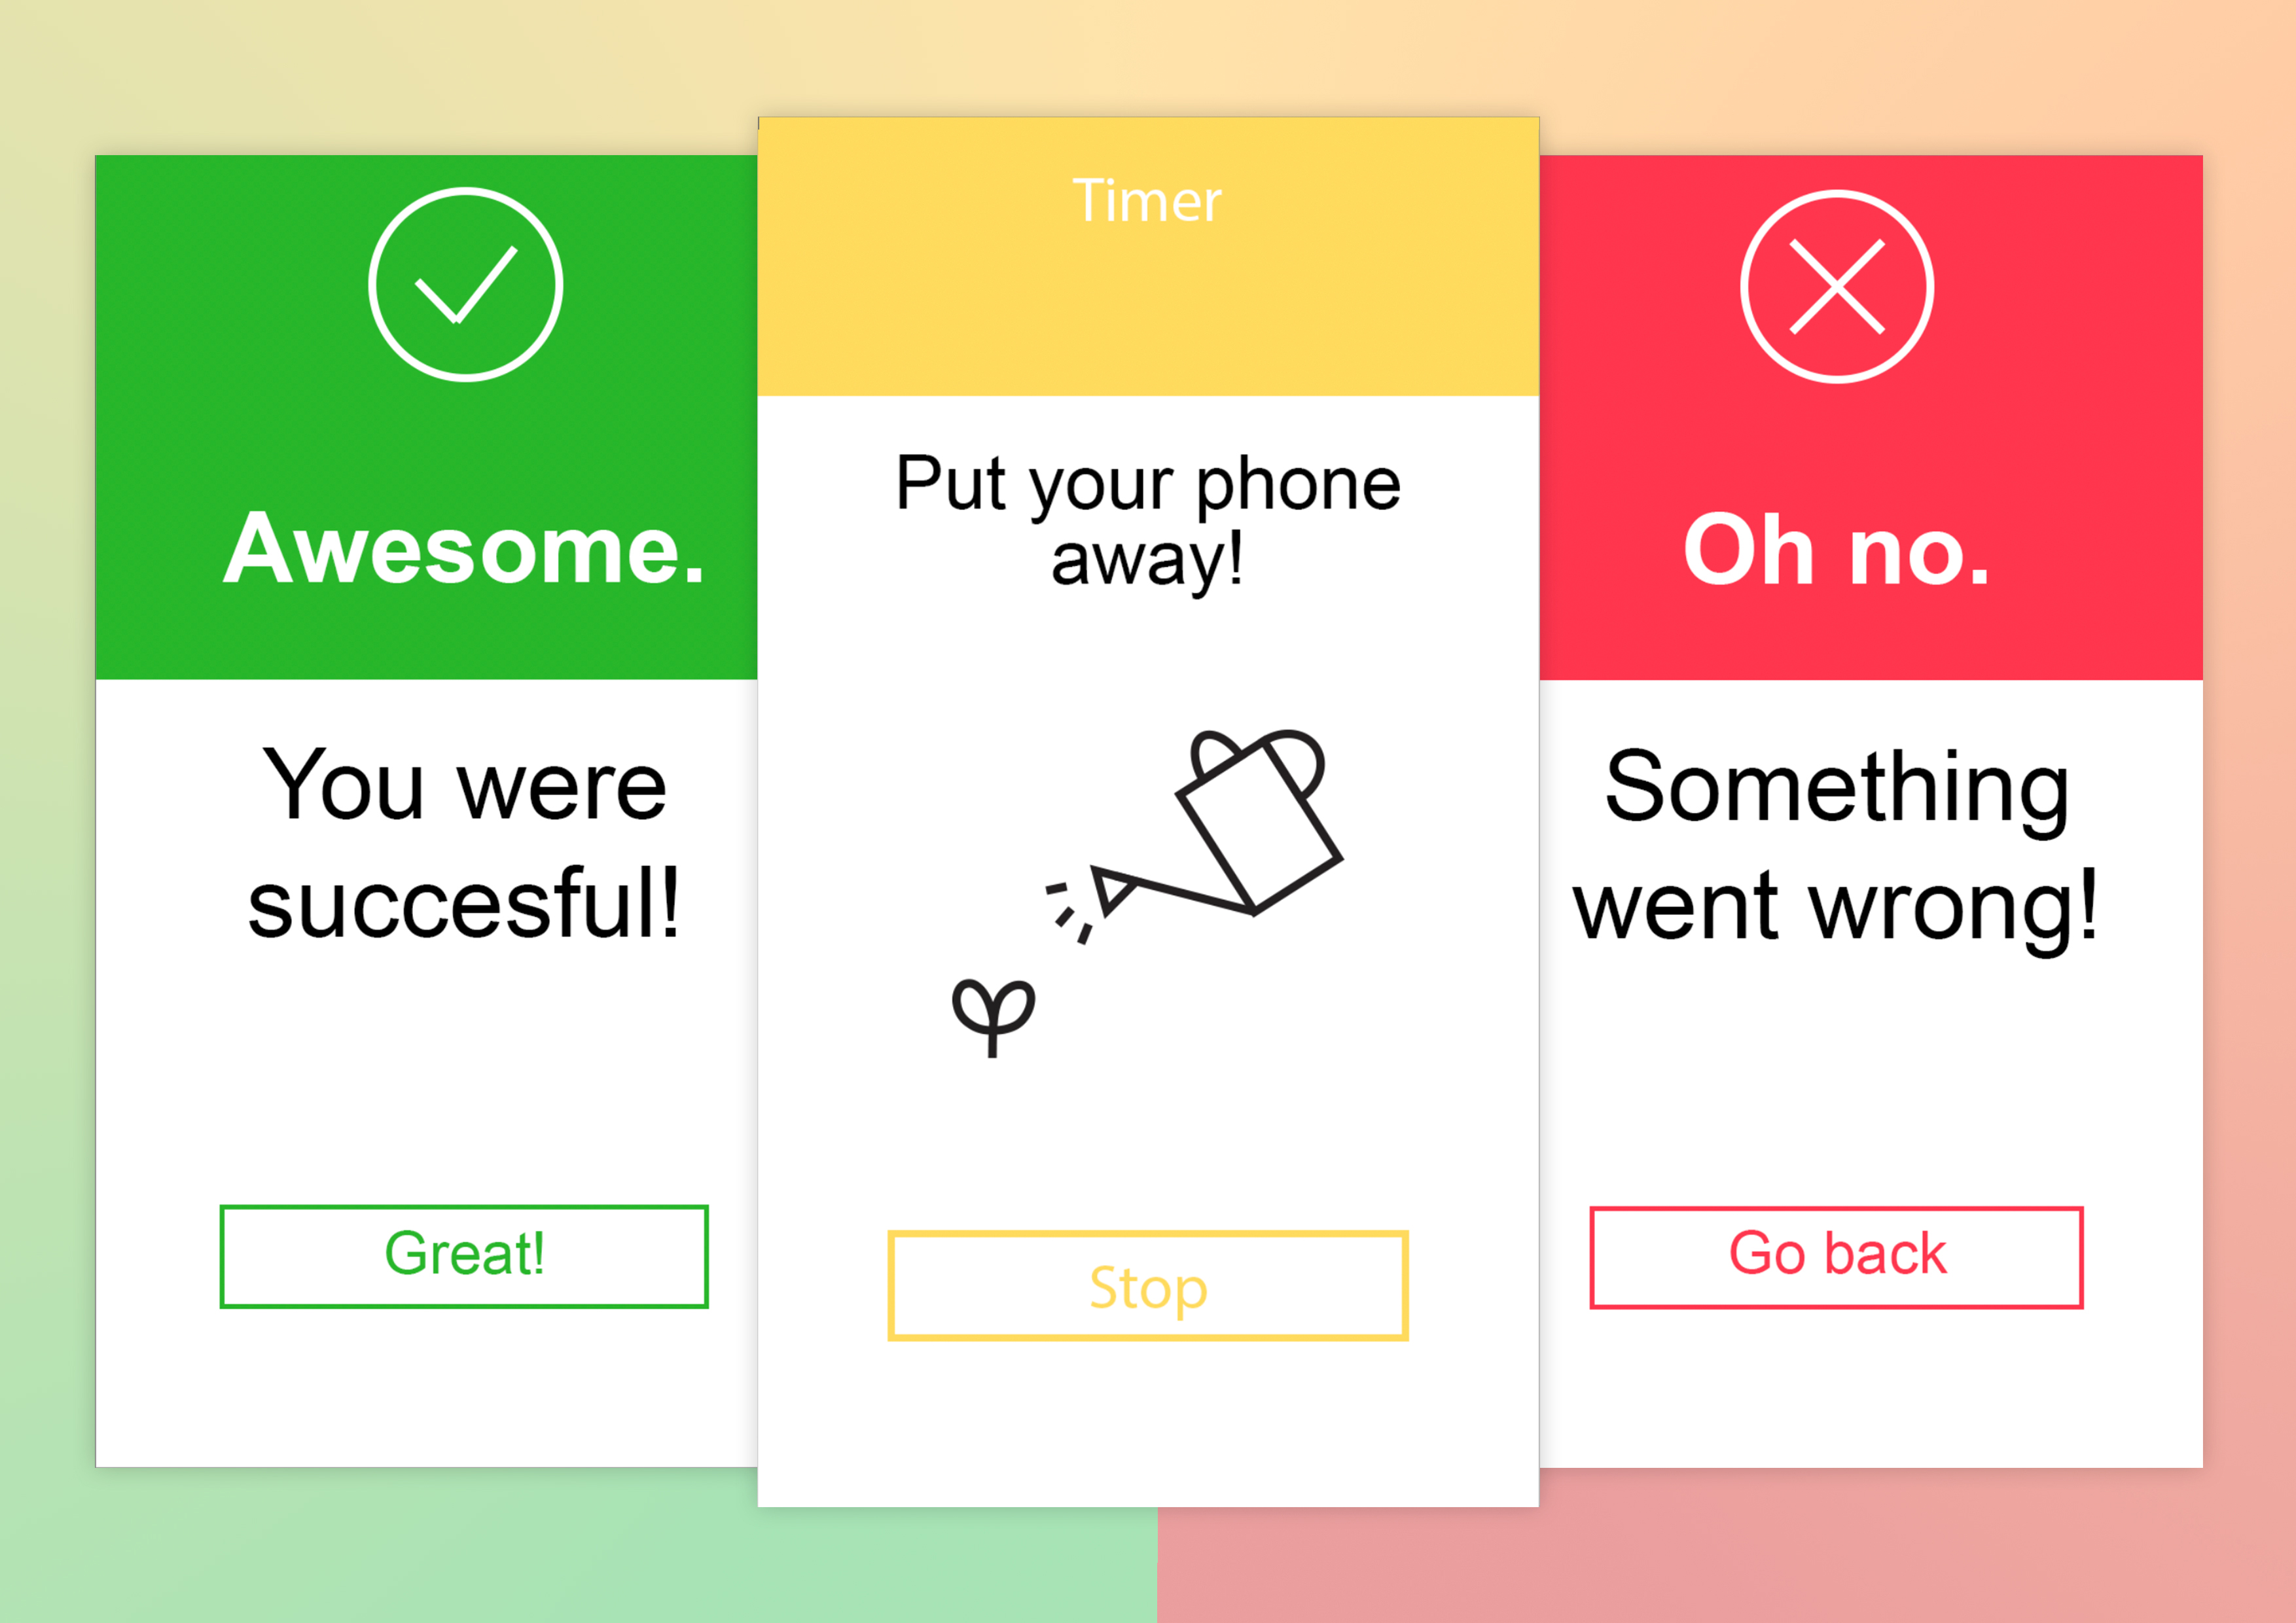 Awesome.
You were
succesful!
Great!
Timer
Put your phone
away!
Stop
Oh no.
Something
went wrong!
Go back